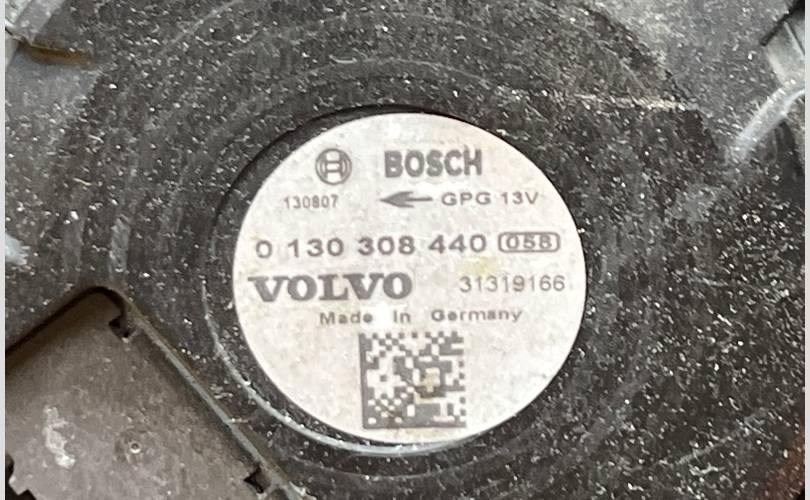 BOSCH
130807 ← GPG 13V
0 130 308 440 058
VOLVO 31319166
Made In Germany